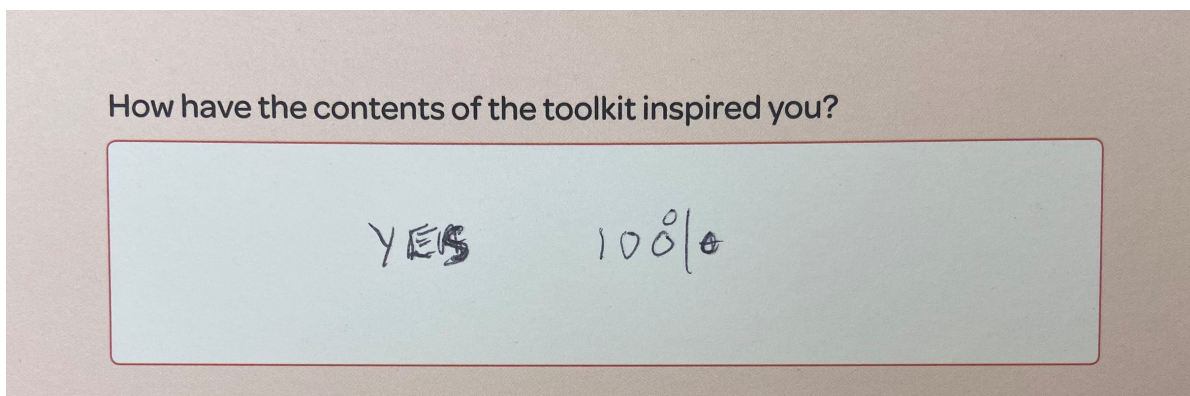 How have the contents of the toolkit inspired you?
YES 100%